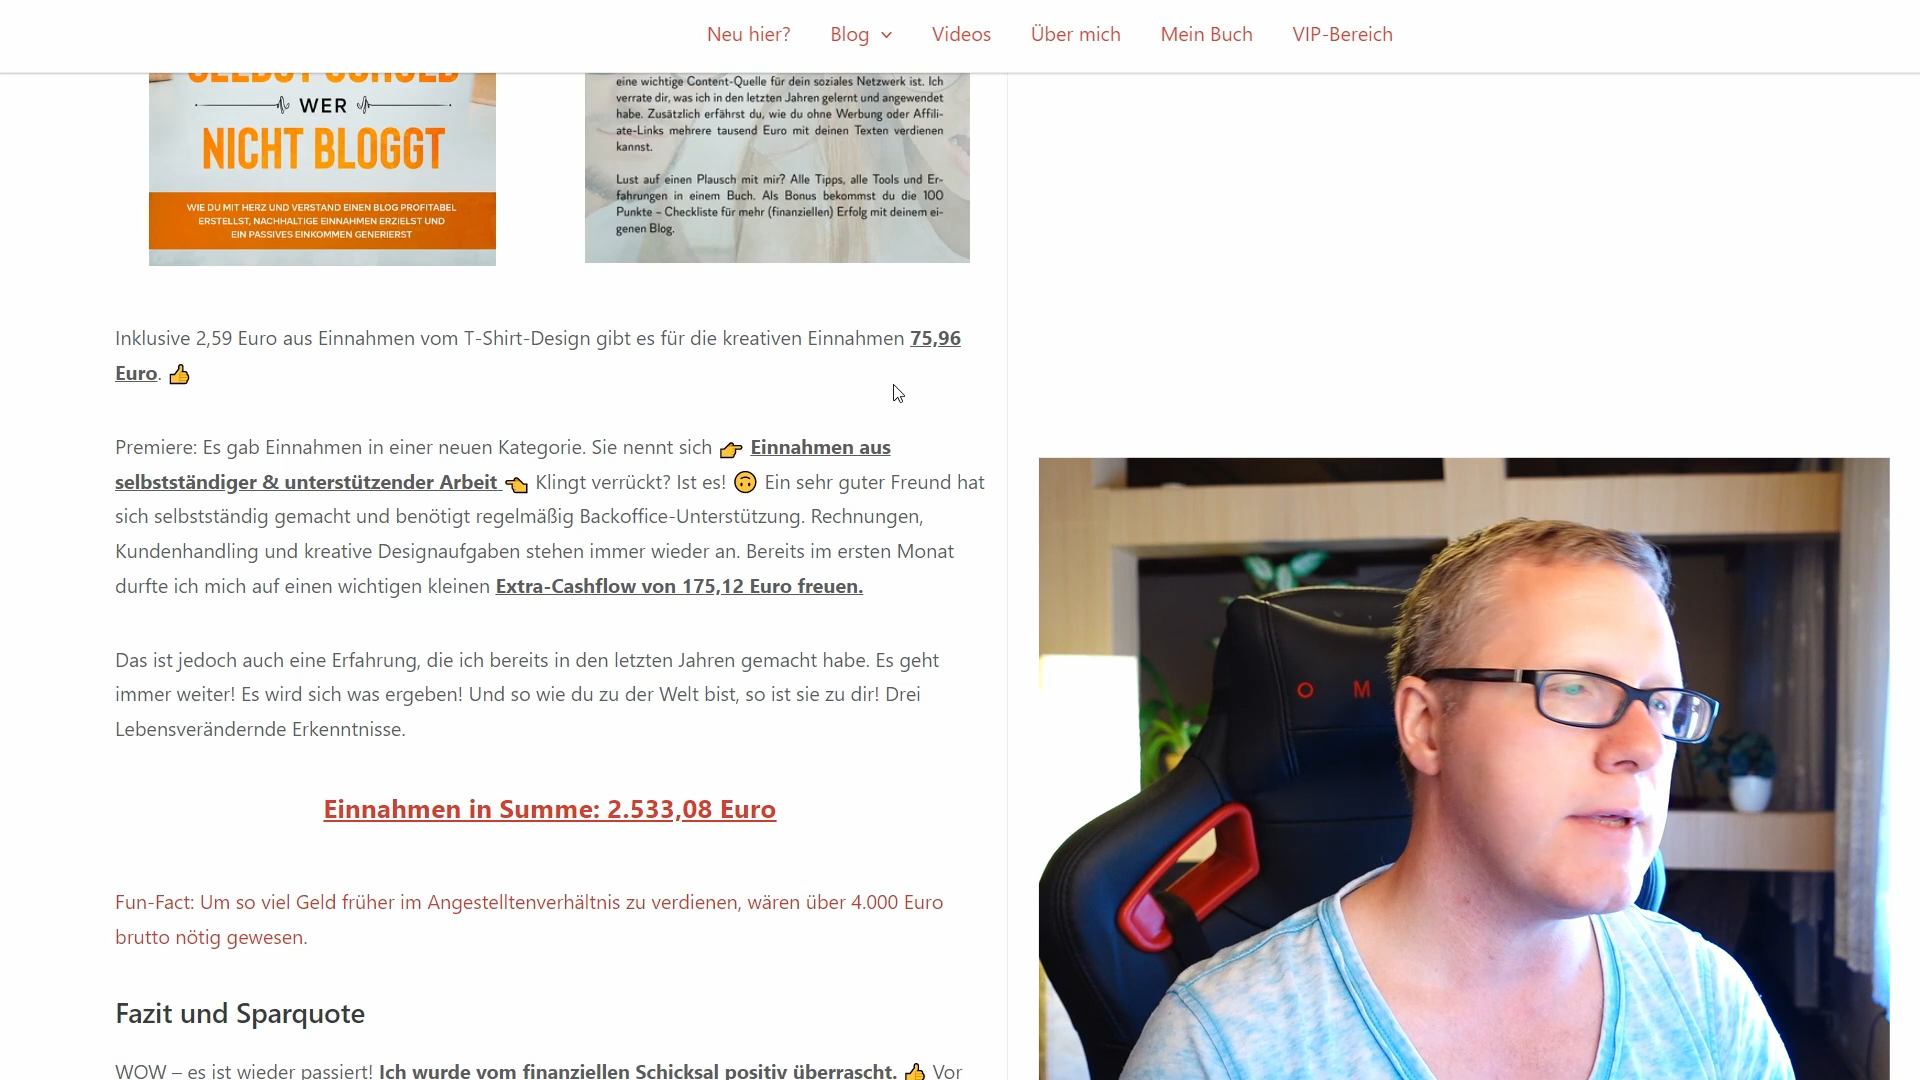 Neu hier? Blog Videos Über mich Mein Buch VIP-Bereich
SELBST SCHULD
WER
NICHT BLOGGT
WIE DU MIT HERZ UND VERSTAND EINEN BLOG PROFITABEL
ERSTELLST, NACHHALTIGE EINNAHMEN ERZIELST UND
EIN PASSIVES EINKOMMEN GENERIERST
eine wichtige Content-Quelle für dein soziales Netzwerk ist. Ich
verrate dir, was ich in den letzten Jahren gelernt und angewendet
habe. Zusätzlich erfährst du, wie du ohne Werbung oder Affili-
ate-Links mehrere tausend Euro mit deinen Texten verdienen
kannst.
Lust auf einen Plausch mit mir? Alle Tipps, alle Tools und Er-
fahrungen in einem Buch. Als Bonus bekommst du die 100
Punkte – Checkliste für mehr (finanziellen) Erfolg mit deinem ei-
genen Blog.
Inklusive 2,59 Euro aus Einnahmen vom T-Shirt-Design gibt es für die kreativen Einnahmen 75,96
Euro. 👍
Premiere: Es gab Einnahmen in einer neuen Kategorie. Sie nennt sich 👉 Einnahmen aus
selbstständiger & unterstützender Arbeit 👈 Klingt verrückt? Ist es! 🙃 Ein sehr guter Freund hat
sich selbstständig gemacht und benötigt regelmäßig Backoffice-Unterstützung. Rechnungen,
Kundenhandling und kreative Designaufgaben stehen immer wieder an. Bereits im ersten Monat
durfte ich mich auf einen wichtigen kleinen Extra-Cashflow von 175,12 Euro freuen.
Das ist jedoch auch eine Erfahrung, die ich bereits in den letzten Jahren gemacht habe. Es geht
immer weiter! Es wird sich was ergeben! Und so wie du zu der Welt bist, so ist sie zu dir! Drei
Lebensverändernde Erkenntnisse.
Einnahmen in Summe: 2.533,08 Euro
Fun-Fact: Um so viel Geld früher im Angestelltenverhältnis zu verdienen, wären über 4.000 Euro
brutto nötig gewesen.
Fazit und Sparquote
WOW – es ist wieder passiert! Ich wurde vom finanziellen Schicksal positiv überrascht. 👍 Vor
O M